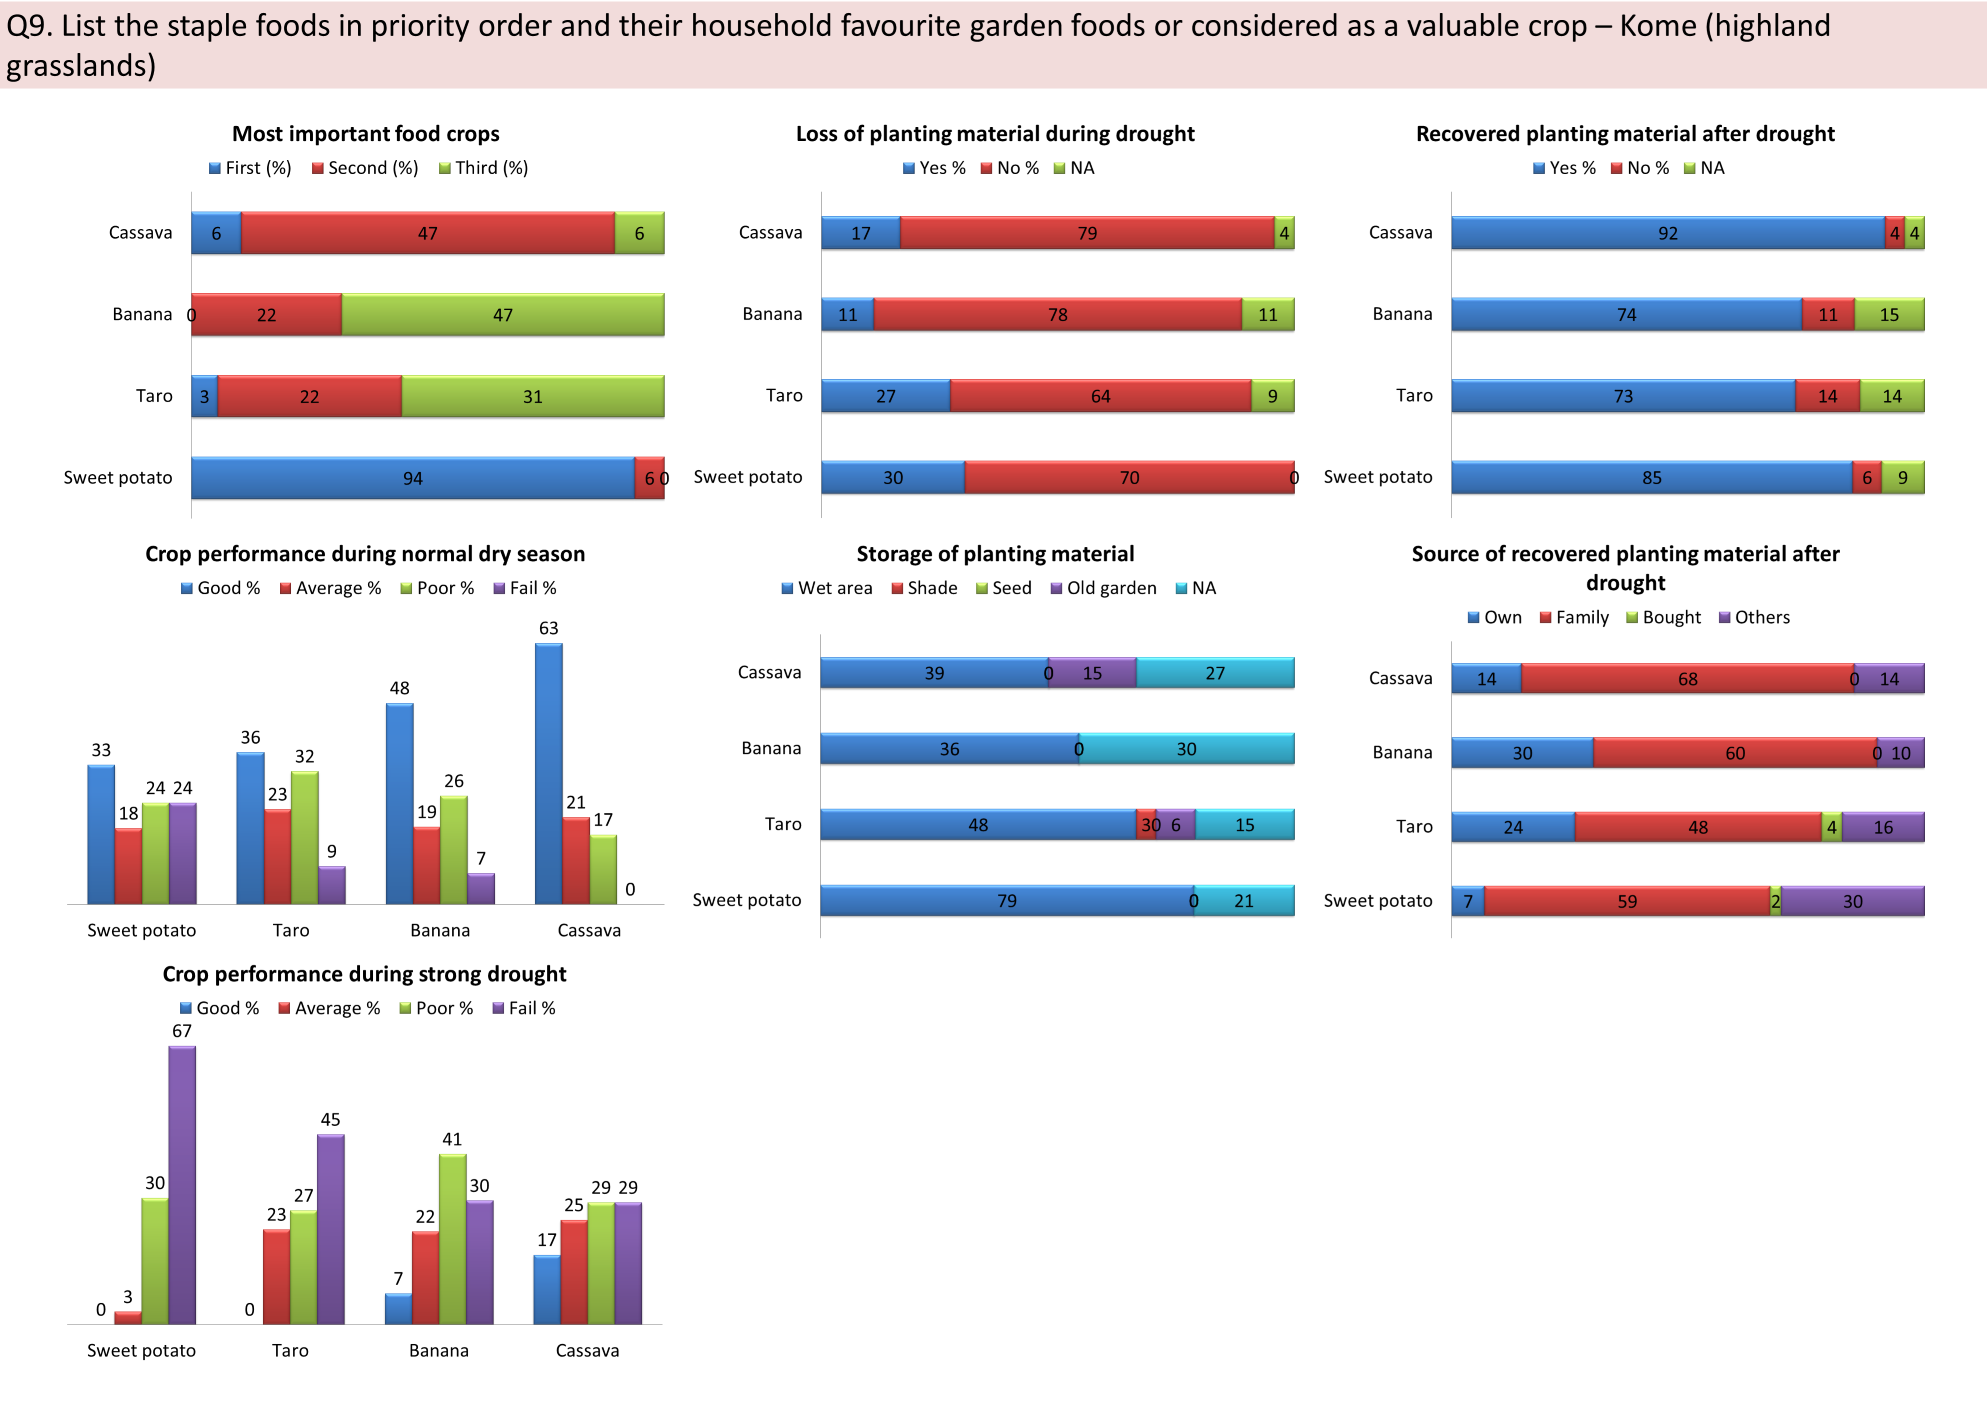 Q9. List the staple foods in priority order and their household favourite garden foods or considered as a valuable crop – Kome (highland
grasslands)
Most important food crops
First (%) Second (%) Third (%)
Cassava 6 47 6
Banana 0 22 47
Taro 3 22 31
Sweet potato 94 6 0
Loss of planting material during drought
Yes % No % NA
Cassava 17 79 4
Banana 11 78 11
Taro 27 64 9
Sweet potato 30 70 0
Recovered planting material after drought
Yes % No % NA
Cassava 92 4 4
Banana 74 11 15
Taro 73 14 14
Sweet potato 85 6 9
Crop performance during normal dry season
Good % Average % Poor % Fail %
33 18 24 24
36 23 32 9
48 19 26 7
63 21 17 0
Sweet potato Taro Banana Cassava
Storage of planting material
Wet area Shade Seed Old garden NA
Cassava 39 0 15 27
Banana 36 0 30
Taro 48 3 0 6 15
Sweet potato 79 0 21
Source of recovered planting material after
drought
Own Family Bought Others
Cassava 14 68 0 14
Banana 30 60 0 10
Taro 24 48 4 16
Sweet potato 7 59 2 30
Crop performance during strong drought
Good % Average % Poor % Fail %
0 3 30 67
0 23 27 45
7 22 41 30
17 25 29 29
Sweet potato Taro Banana Cassava